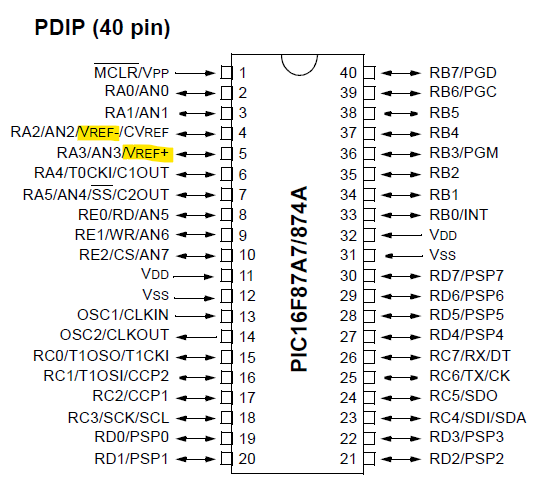 PDIP (40 pin)
MCLR/VPP 1 40 RB7/PGD
RA0/AN0 2 39 RB6/PGC
RA1/AN1 3 38 RB5
RA2/AN2/VREF-/CVREF 4 37 RB4
RA3/AN3/VREF+ 5 36 RB3/PGM
RA4/T0CKI/C1OUT 6 35 RB2
RA5/AN4/SS/C2OUT 7 34 RB1
RE0/RD/AN5 8 33 RB0/INT
RE1/WR/AN6 9 32 VDD
RE2/CS/AN7 10 31 VSS
VDD 11 30 RD7/PSP7
VSS 12 29 RD6/PSP6
OSC1/CLKIN 13 28 RD5/PSP5
OSC2/CLKOUT 14 27 RD4/PSP4
RC0/T1OSO/T1CKI 15 26 RC7/RX/DT
RC1/T1OSI/CCP2 16 25 RC6/TX/CK
RC2/CCP1 17 24 RC5/SDO
RC3/SCK/SCL 18 23 RC4/SDI/SDA
RD0/PSP0 19 22 RD3/PSP3
RD1/PSP1 20 21 RD2/PSP2
PIC16F87A7/874A